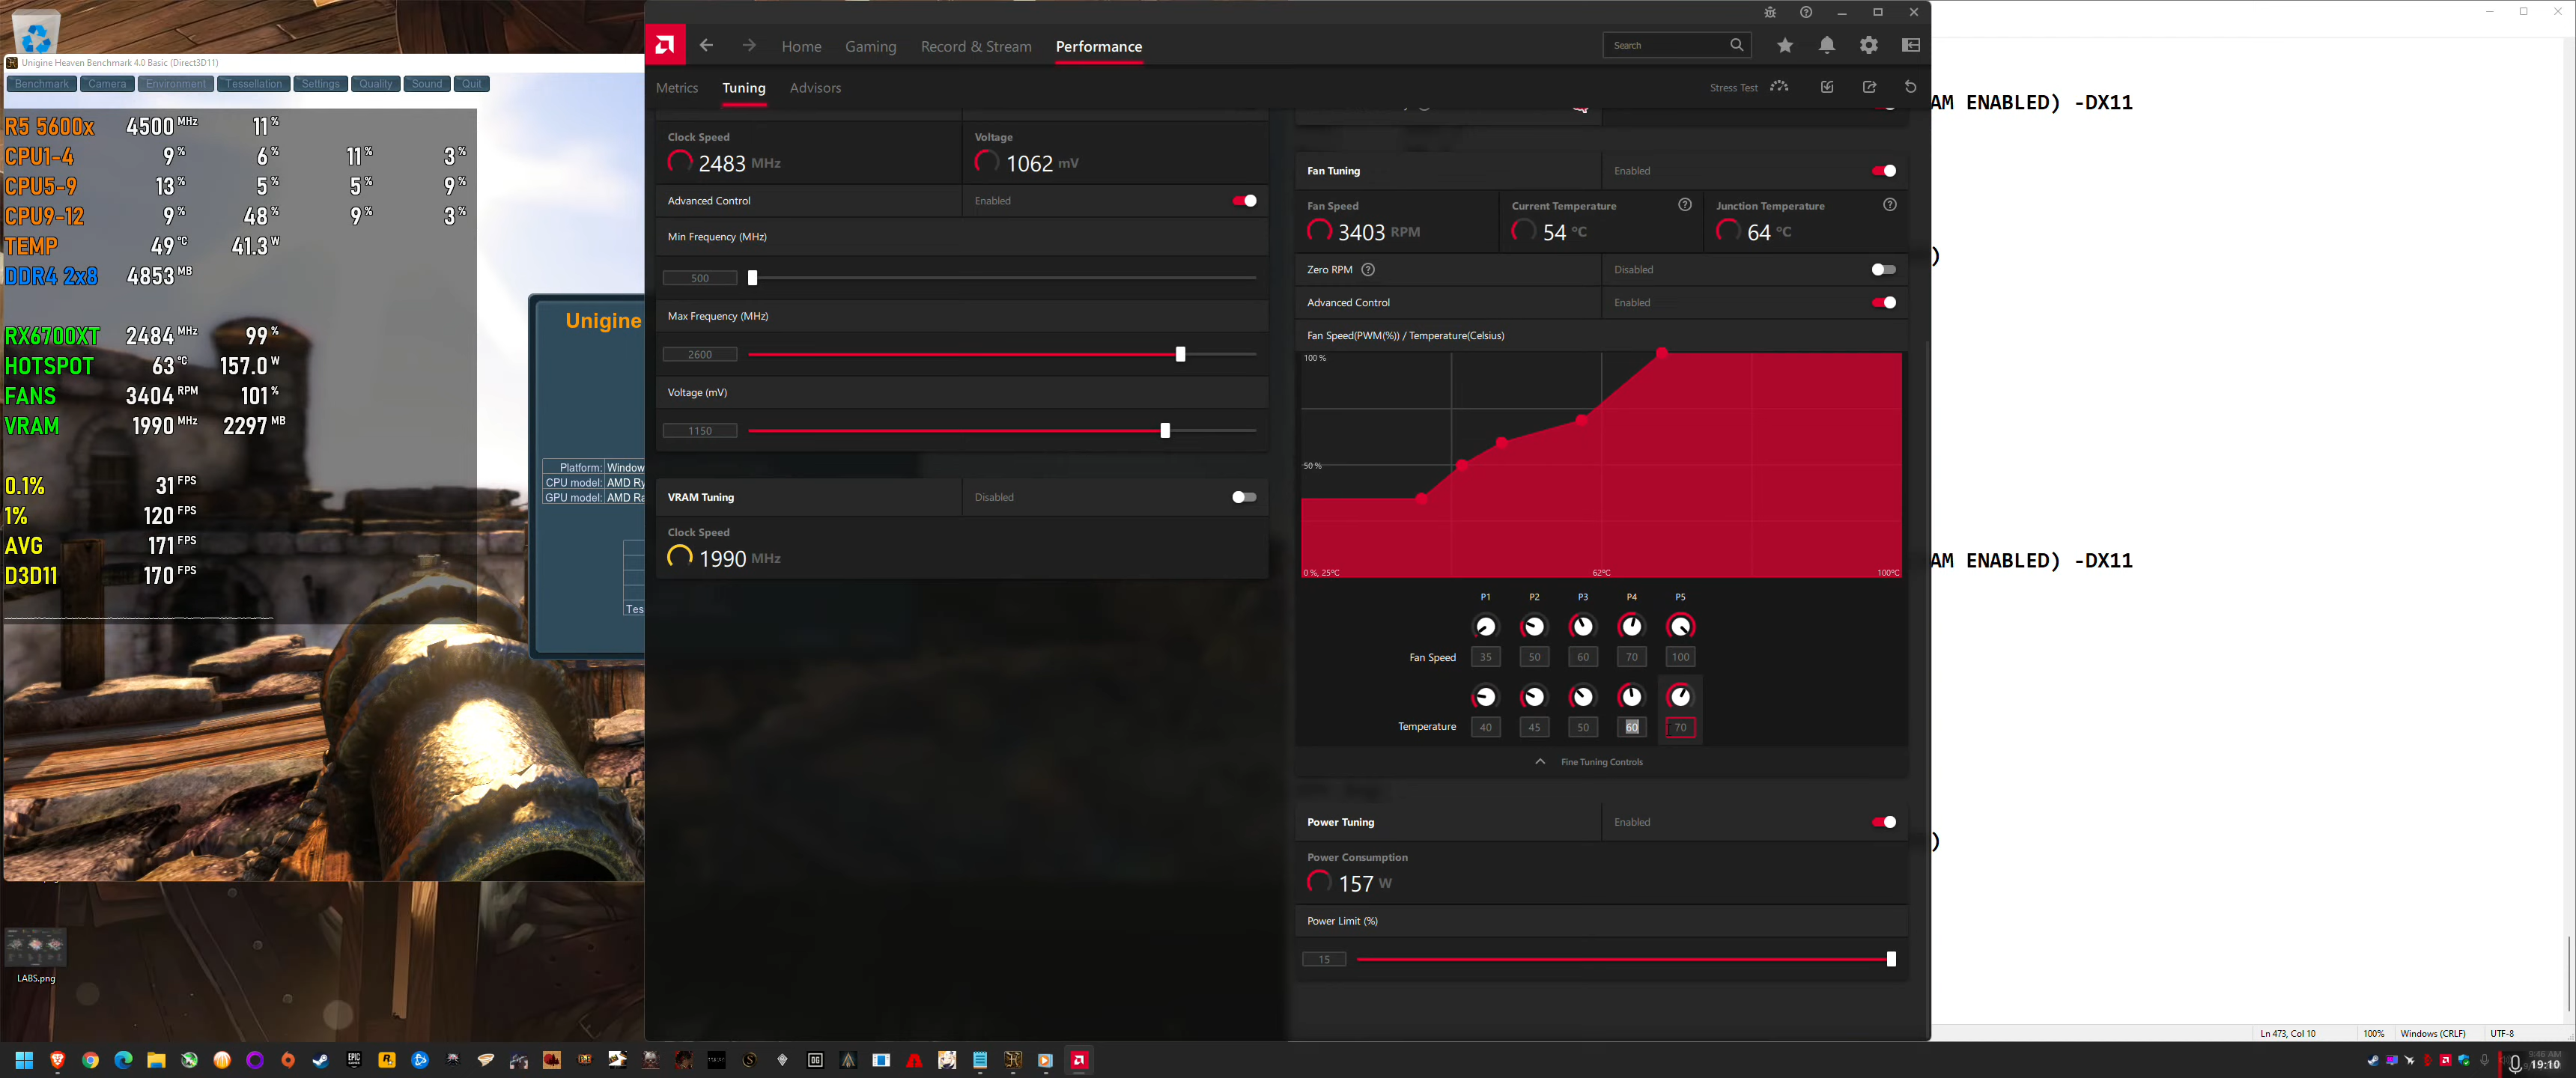 Unigine Heaven Benchmark 4.0 Basic (Direct3D11)
Benchmark Camera Environment Tessellation Settings Quality Sound Quit
R5 5600x 4500 MHz 11 %
CPU1-4 9 % 6 % 11 % 3 %
CPU5-9 13 % 5 % 5 % 9 %
CPU9-12 9 % 48 % 9 % 3 %
TEMP 49 °C 41.3 W
DDR4 2x8 4853 MB
RX6700XT 2484 MHz 99 %
HOTSPOT 63 °C 157.0 W
FANS 3404 RPM 101 %
VRAM 1990 MHz 2297 MB
0.1% 31 FPS
1% 120 FPS
AVG 171 FPS
D3D11 170 FPS
Unigine
Platform: Window
CPU model: AMD Ry
GPU model: AMD Ra
Tes
LABS.png
Home Gaming Record & Stream Performance
Search
Metrics Tuning Advisors
Stress Test
Clock Speed Voltage
2483 MHz 1062 mV
Advanced Control Enabled
Min Frequency (MHz)
500
Max Frequency (MHz)
2600
Voltage (mV)
1150
VRAM Tuning Disabled
Clock Speed
1990 MHz
Fan Tuning Enabled
Fan Speed Current Temperature Junction Temperature
3403 RPM 54 °C 64 °C
Zero RPM Disabled
Advanced Control Enabled
Fan Speed(PWM(%)) / Temperature(Celsius)
100 %
50 %
0 %, 25°C 62°C 100°C
P1 P2 P3 P4 P5
Fan Speed 35 50 60 70 100
Temperature 40 45 50 60 70
Fine Tuning Controls
Power Tuning Enabled
Power Consumption
157 W
Power Limit (%)
15
AM ENABLED) -DX11
)
AM ENABLED) -DX11
)
Ln 473, Col 10 100% Windows (CRLF) UTF-8
19:10